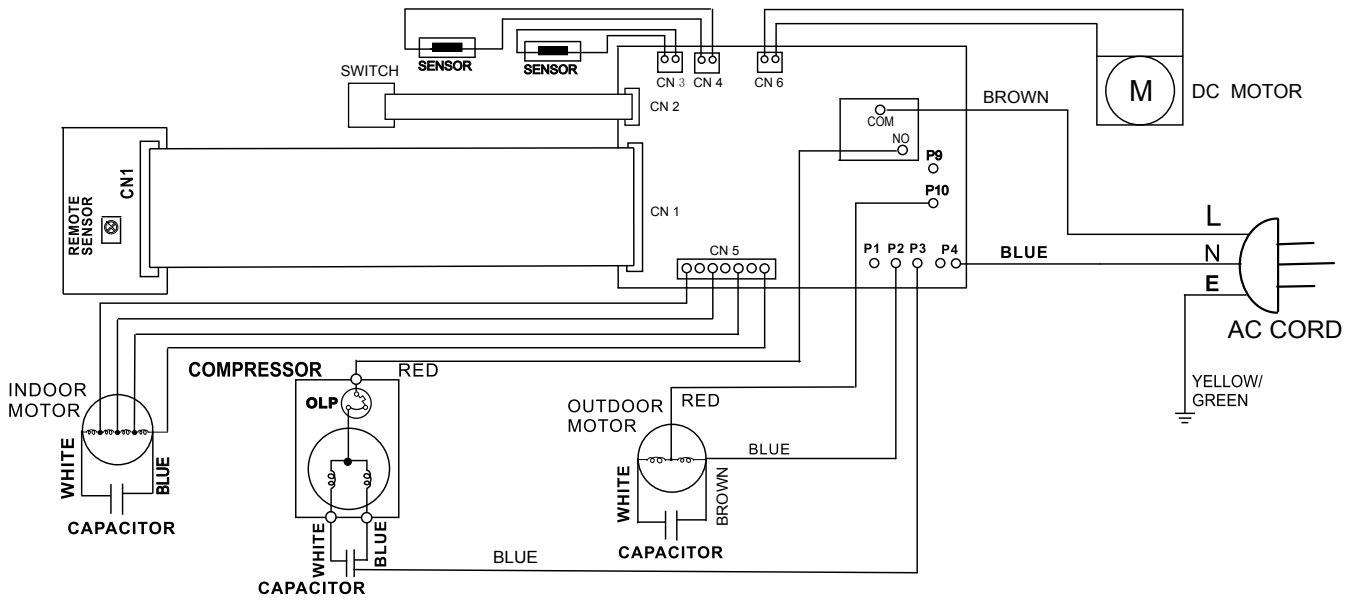 SENSOR
SENSOR
SWITCH
CN 3
CN 4
CN 6
M
DC MOTOR
CN 2
BROWN
COM
NO
P9
P10
REMOTE
SENSOR
CN1
CN 1
CN 5
P1
P2
P3
P4
BLUE
L
N
E
AC CORD
YELLOW/
GREEN
COMPRESSOR
RED
OLP
INDOOR
MOTOR
WHITE
BLUE
CAPACITOR
OUTDOOR
MOTOR
RED
BLUE
WHITE
BROWN
CAPACITOR
WHITE
BLUE
BLUE
CAPACITOR